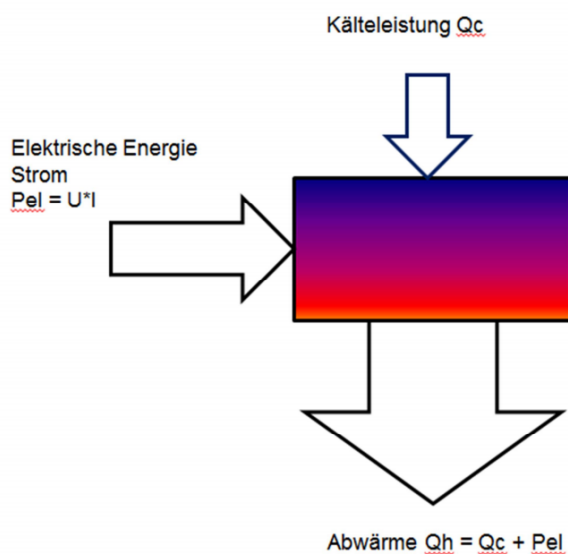 Kälteleistung Qc
Elektrische Energie
Strom
Pel = U*I
Abwärme Qh = Qc + Pel